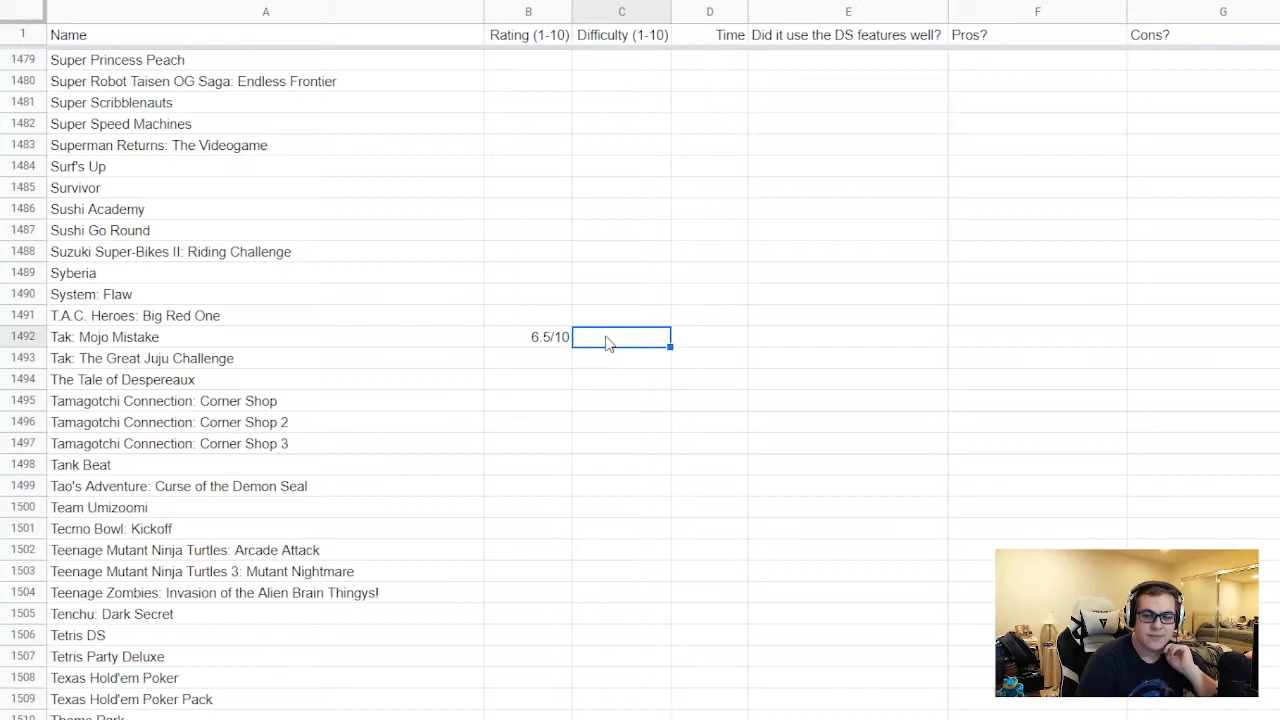 A B C D E F G
1 Name Rating (1-10) Difficulty (1-10) Time Did it use the DS features well? Pros? Cons?
1479 Super Princess Peach
1480 Super Robot Taisen OG Saga: Endless Frontier
1481 Super Scribblenauts
1482 Super Speed Machines
1483 Superman Returns: The Videogame
1484 Surf's Up
1485 Survivor
1486 Sushi Academy
1487 Sushi Go Round
1488 Suzuki Super-Bikes II: Riding Challenge
1489 Syberia
1490 System: Flaw
1491 T.A.C. Heroes: Big Red One
1492 Tak: Mojo Mistake 6.5/10
1493 Tak: The Great Juju Challenge
1494 The Tale of Despereaux
1495 Tamagotchi Connection: Corner Shop
1496 Tamagotchi Connection: Corner Shop 2
1497 Tamagotchi Connection: Corner Shop 3
1498 Tank Beat
1499 Tao's Adventure: Curse of the Demon Seal
1500 Team Umizoomi
1501 Tecmo Bowl: Kickoff
1502 Teenage Mutant Ninja Turtles: Arcade Attack
1503 Teenage Mutant Ninja Turtles 3: Mutant Nightmare
1504 Teenage Zombies: Invasion of the Alien Brain Thingys!
1505 Tenchu: Dark Secret
1506 Tetris DS
1507 Tetris Party Deluxe
1508 Texas Hold'em Poker
1509 Texas Hold'em Poker Pack
1510 Theme Park